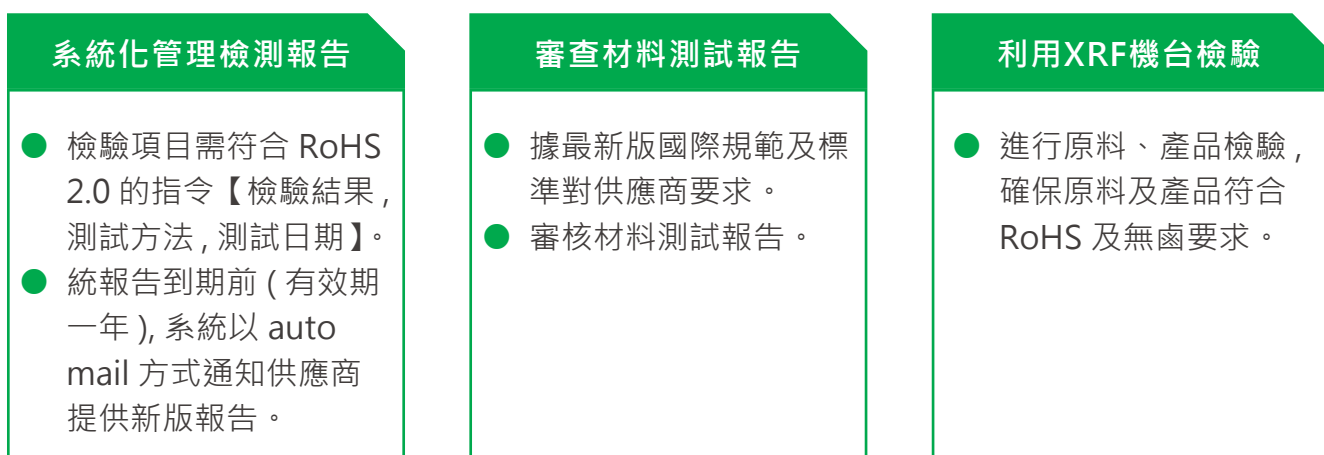 系統化管理檢測報告
● 檢驗項目需符合 RoHS
2.0 的指令【檢驗結果,
測試方法,測試日期】。
● 統報告到期前 ( 有效期
一年 ), 系統以 auto
mail 方式通知供應商
提供新版報告。
審查材料測試報告
● 據最新版國際規範及標
準對供應商要求。
● 審核材料測試報告。
利用XRF機台檢驗
● 進行原料、產品檢驗,
確保原料及產品符合
RoHS 及無鹵要求。